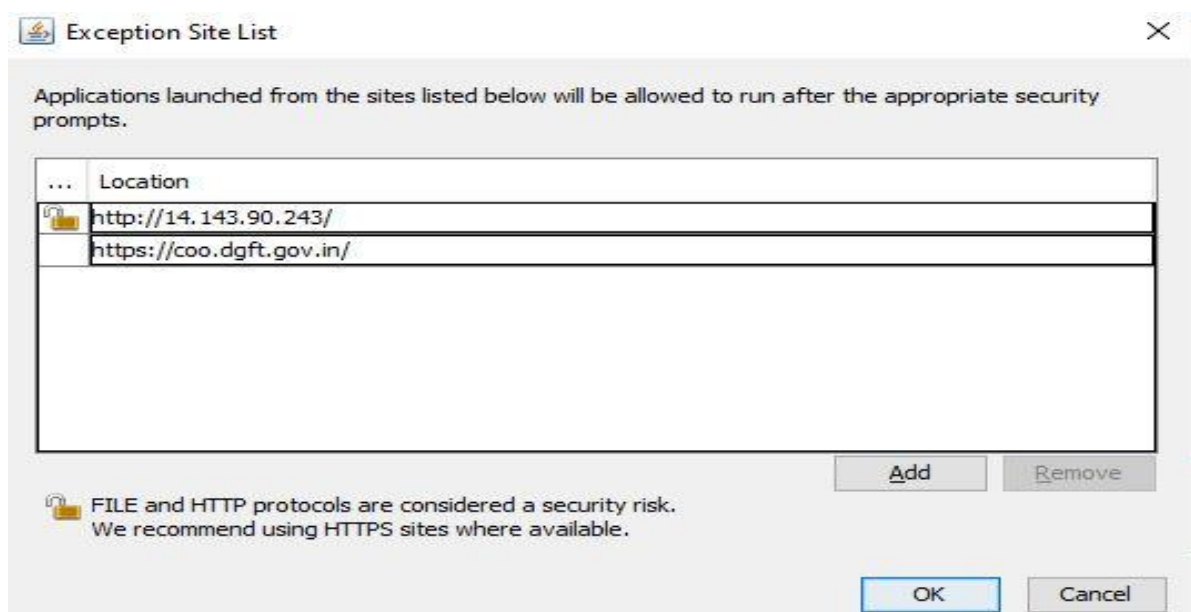 Exception Site List
Applications launched from the sites listed below will be allowed to run after the appropriate security
prompts.
... Location
http://14.143.90.243/
https://coo.dgft.gov.in/
Add Remove
FILE and HTTP protocols are considered a security risk.
We recommend using HTTPS sites where available.
OK Cancel